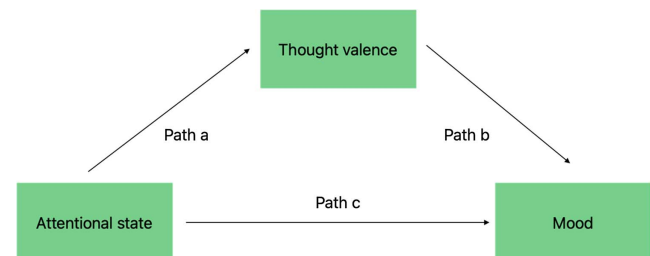 Thought valence
Path a
Path b
Path c
Attentional state
Mood